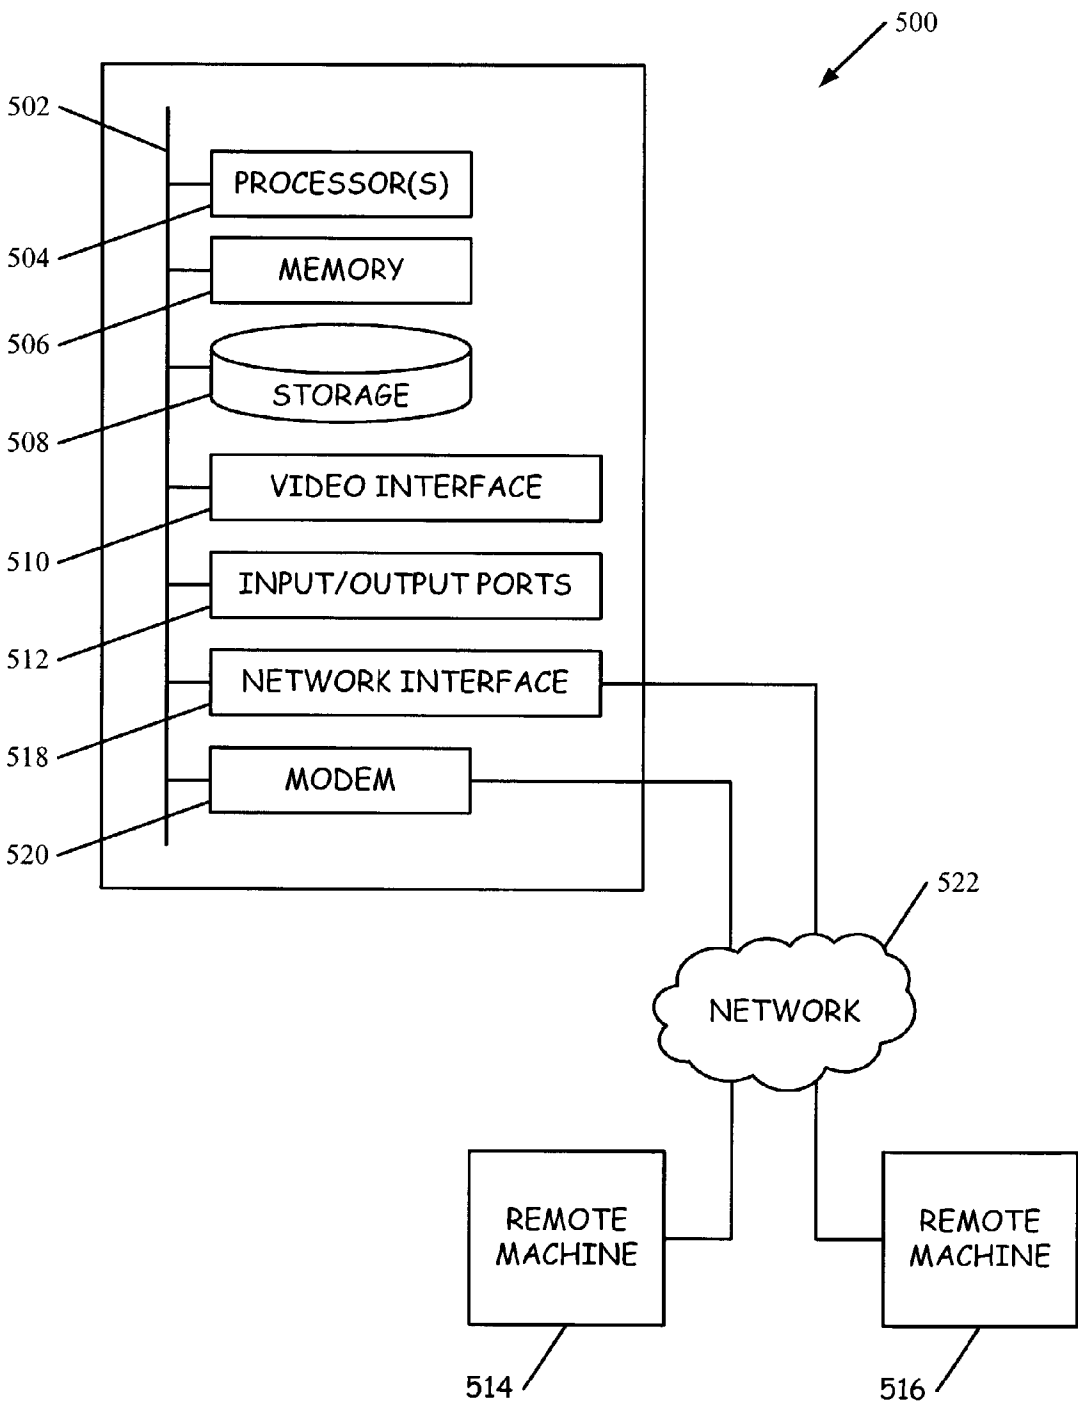 500
502
PROCESSOR(S)
504
MEMORY
506
STORAGE
508
VIDEO INTERFACE
510
INPUT/OUTPUT PORTS
512
NETWORK INTERFACE
518
MODEM
520
522
NETWORK
REMOTE
MACHINE
REMOTE
MACHINE
514
516